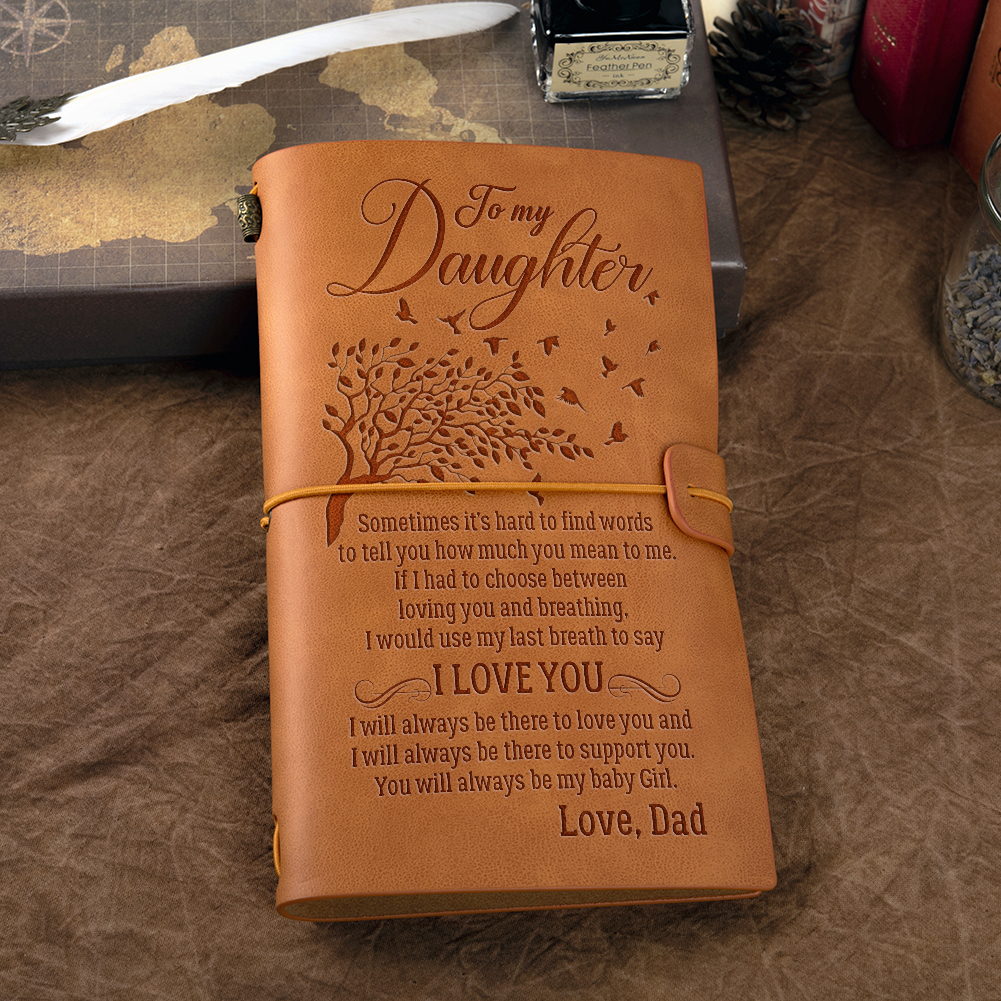 Feather Pen
ink
To my
Daughter
Sometimes it's hard to find words
to tell you how much you mean to me.
If I had to choose between
loving you and breathing,
I would use my last breath to say
I LOVE YOU
I will always be there to love you and
I will always be there to support you.
You will always be my baby Girl.
Love, Dad